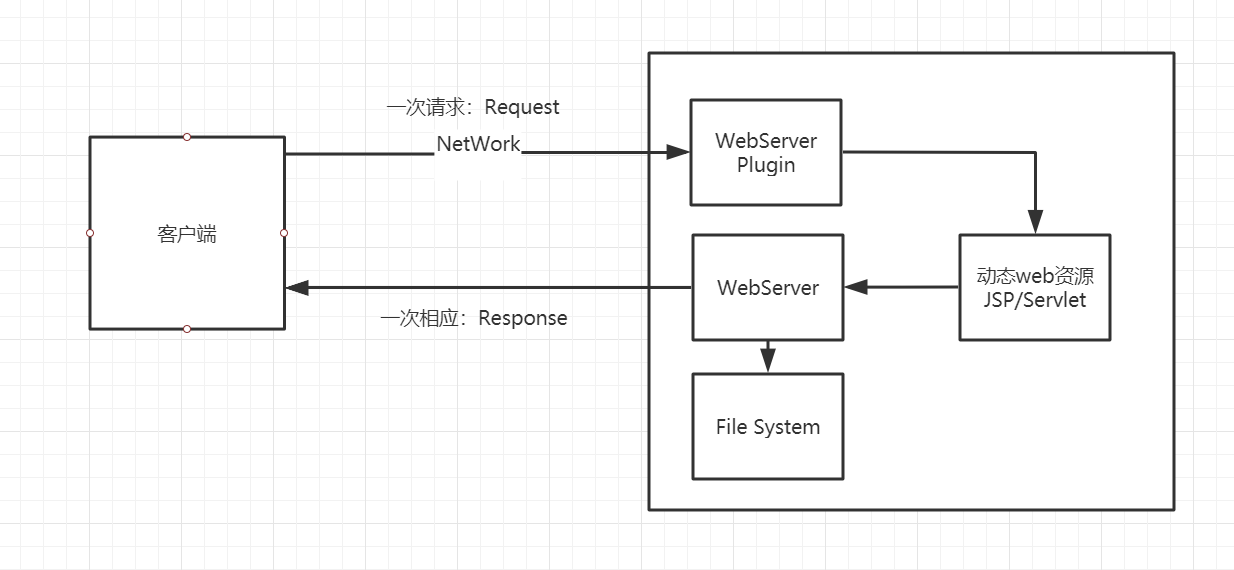 一次请求：Request
NetWork
WebServer
Plugin
客户端
动态web资源
JSP/Servlet
WebServer
一次相应：Response
File System